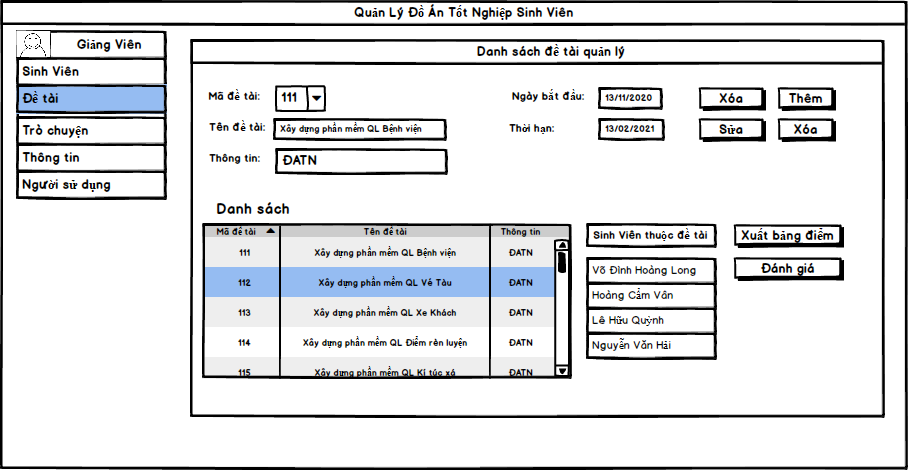 Quản Lý Đồ Án Tốt Nghiệp Sinh Viên
Giảng Viên
Sinh Viên
Đề tài
Trò chuyện
Thông tin
Người sử dụng
Danh sách đề tài quản lý
Mã đề tài: 111 Ngày bắt đầu: 13/11/2020 Xóa Thêm
Tên đề tài: Xây dựng phần mềm QL Bệnh viện Thời hạn: 13/02/2021 Sửa Xóa
Thông tin: ĐATN
Danh sách
Mã đề tài Tên đề tài Thông tin
111 Xây dựng phần mềm QL Bệnh viện ĐATN
112 Xây dựng phần mềm QL Vé Tàu ĐATN
113 Xây dựng phần mềm QL Xe Khách ĐATN
114 Xây dựng phần mềm QL Điểm rèn luyện ĐATN
115 Xây dựng phần mềm QL Kí túc xá ĐATN
Sinh Viên thuộc đề tài
Võ Đình Hoàng Long
Hoàng Cẩm Vân
Lê Hữu Quỳnh
Nguyễn Văn Hải
Xuất bảng điểm
Đánh giá